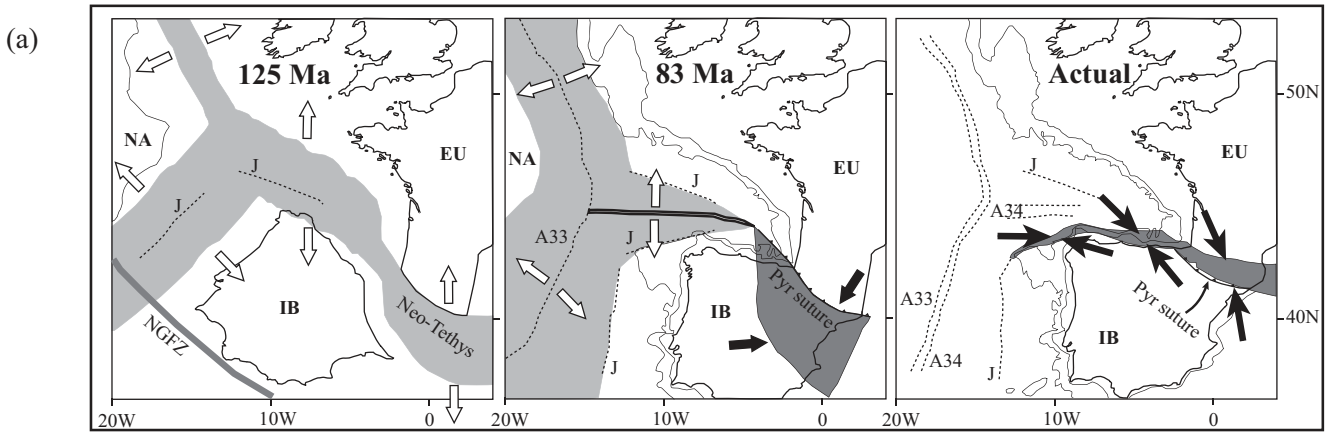 (a)
125 Ma
NA
EU
J
J
IB
Neo-Tethys
NGFZ
20W
10W
0
83 Ma
NA
EU
J
A33
J
IB
Pyr suture
J
20W
10W
0
Actual
50N
EU
J
A34
A33
Pyr suture
40N
IB
A34
J
20W
10W
0